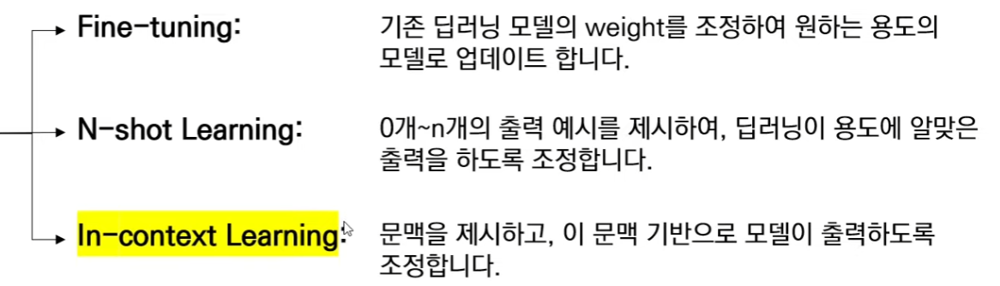 Fine-tuning: 기존 딥러닝 모델의 weight를 조정하여 원하는 용도의
모델로 업데이트 합니다.
N-shot Learning: 0개~n개의 출력 예시를 제시하여, 딥러닝이 용도에 알맞은
출력을 하도록 조정합니다.
In-context Learning: 문맥을 제시하고, 이 문맥 기반으로 모델이 출력하도록
조정합니다.